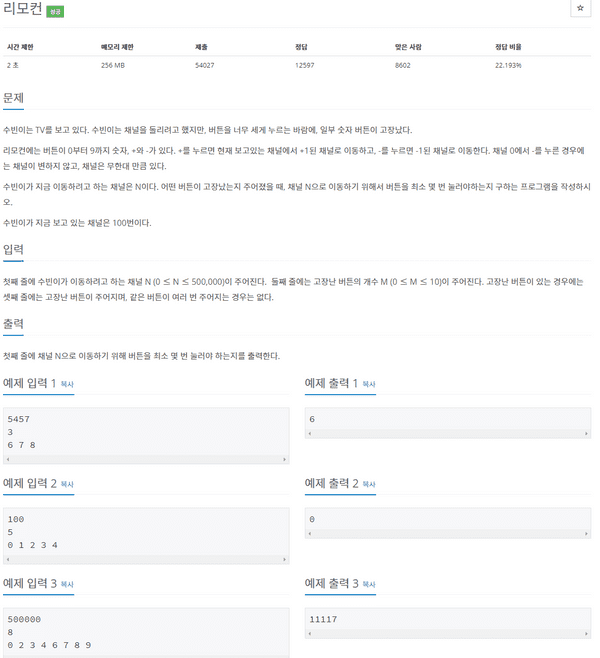 리모컨 성공
☆
시간 제한 메모리 제한 제출 정답 맞은 사람 정답 비율
2 초 256 MB 54027 12597 8602 22.193%
문제
수빈이는 TV를 보고 있다. 수빈이는 채널을 돌리려고 했지만, 버튼을 너무 세게 누르는 바람에, 일부 숫자 버튼이 고장났다.
리모컨에는 버튼이 0부터 9까지 숫자, +와 -가 있다. +를 누르면 현재 보고있는 채널에서 +1된 채널로 이동하고, -를 누르면 -1된 채널로 이동한다. 채널 0에서 -를 누른 경우에
는 채널이 변하지 않고, 채널은 무한대 만큼 있다.
수빈이가 지금 이동하려고 하는 채널은 N이다. 어떤 버튼이 고장났는지 주어졌을 때, 채널 N으로 이동하기 위해서 버튼을 최소 몇 번 눌러야하는지 구하는 프로그램을 작성하시
오.
수빈이가 지금 보고 있는 채널은 100번이다.
입력
첫째 줄에 수빈이가 이동하려고 하는 채널 N (0 ≤ N ≤ 500,000)이 주어진다. 둘째 줄에는 고장난 버튼의 개수 M (0 ≤ M ≤ 10)이 주어진다. 고장난 버튼이 있는 경우에는
셋째 줄에는 고장난 버튼이 주어지며, 같은 버튼이 여러 번 주어지는 경우는 없다.
출력
첫째 줄에 채널 N으로 이동하기 위해 버튼을 최소 몇 번 눌러야 하는지를 출력한다.
예제 입력 1 복사
5457
3
6 7 8
예제 출력 1 복사
6
예제 입력 2 복사
100
5
0 1 2 3 4
예제 출력 2 복사
0
예제 입력 3 복사
500000
8
0 2 3 4 6 7 8 9
예제 출력 3 복사
11117